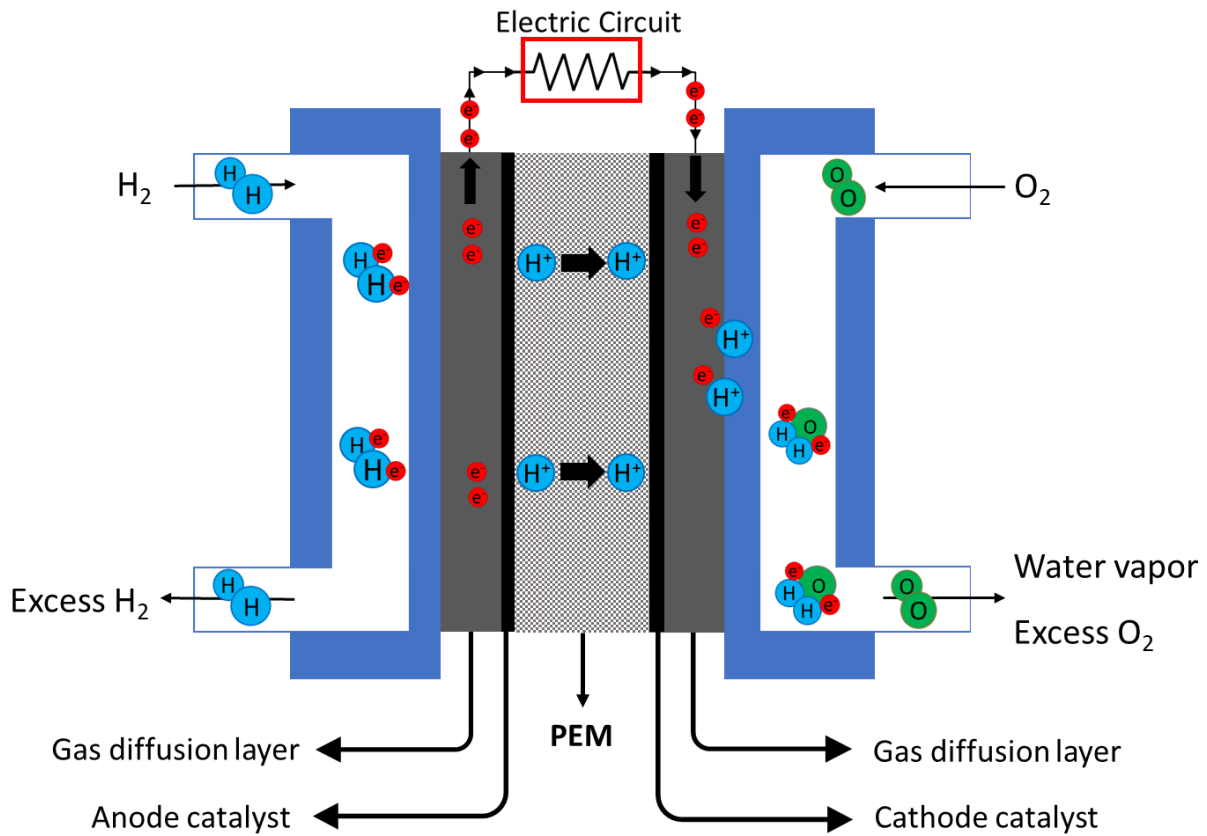 Electric Circuit
e⁻
e⁻
e⁻
e⁻
H₂
H
H
O
O
O₂
e⁻
e⁻
e⁻
e⁻
H
e⁻
H
e⁻
H⁺
H⁺
e⁻
H⁺
e⁻
H⁺
H
e⁻
H
e⁻
e⁻
O
H
e⁻
H
e⁻
e⁻
H⁺
H⁺
Excess H₂
H
H
e⁻
O
H
e⁻
H
O
O
Water vapor
Excess O₂
PEM
Gas diffusion layer
Gas diffusion layer
Anode catalyst
Cathode catalyst